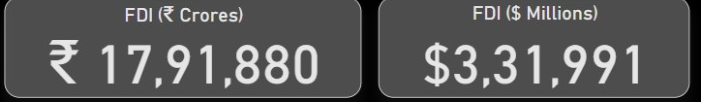 FDI (₹ Crores)
₹ 17,91,880
FDI ($ Millions)
$3,31,991